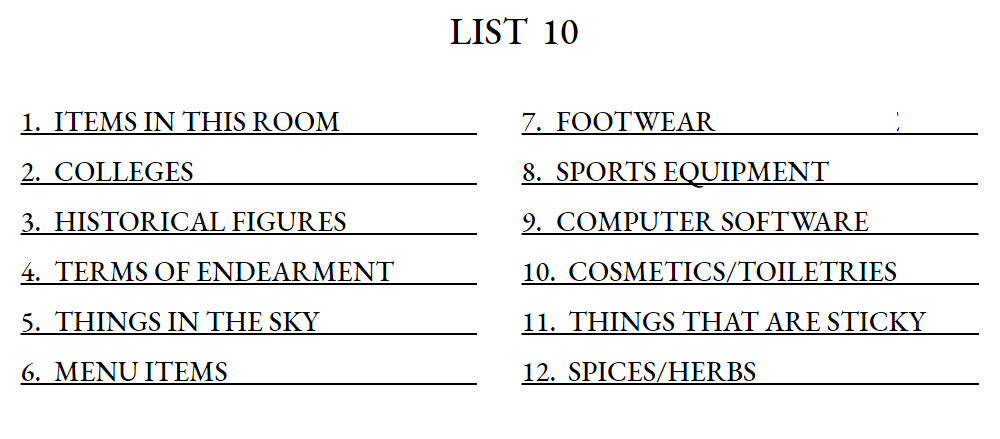 LIST 10
1. ITEMS IN THIS ROOM
2. COLLEGES
3. HISTORICAL FIGURES
4. TERMS OF ENDEARMENT
5. THINGS IN THE SKY
6. MENU ITEMS
7. FOOTWEAR
8. SPORTS EQUIPMENT
9. COMPUTER SOFTWARE
10. COSMETICS/TOILETRIES
11. THINGS THAT ARE STICKY
12. SPICES/HERBS